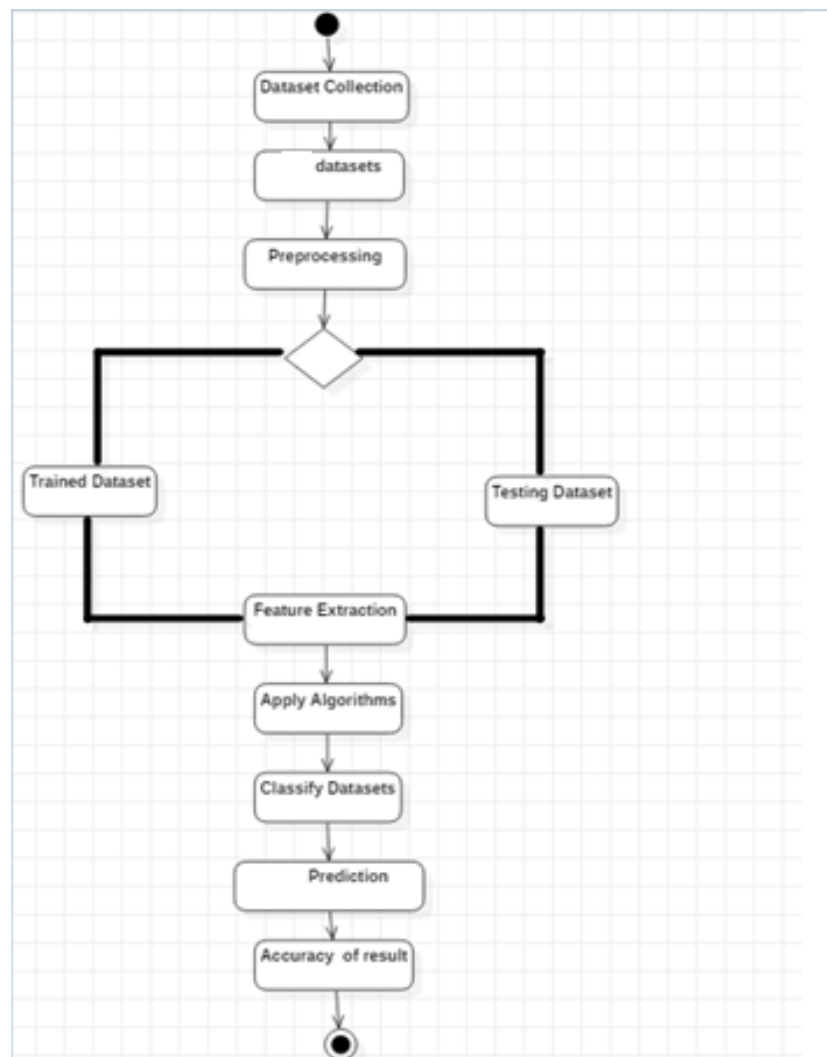 Dataset Collection
datasets
Preprocessing
Trained Dataset
Testing Dataset
Feature Extraction
Apply Algorithms
Classify Datasets
Prediction
Accuracy of result